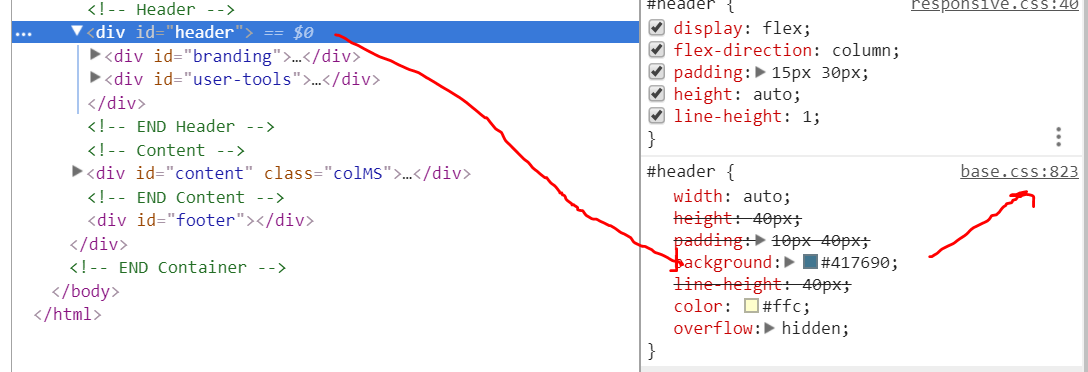 <!-- Header -->
... ▼<div id="header"> == $0
▶<div id="branding">…</div>
▶<div id="user-tools">…</div>
</div>
<!-- END Header -->
<!-- Content -->
▶<div id="content" class="colMS">…</div>
<!-- END Content -->
<div id="footer"></div>
</div>
<!-- END Container -->
</body>
</html>
#header { responsive.css:40
display: flex;
flex-direction: column;
padding:▶ 15px 30px;
height: auto;
line-height: 1;
}
#header { base.css:823
width: auto;
height: 40px;
padding:▶ 10px 40px;
background:▶ #417690;
line-height: 40px;
color: #ffc;
overflow:▶ hidden;
}